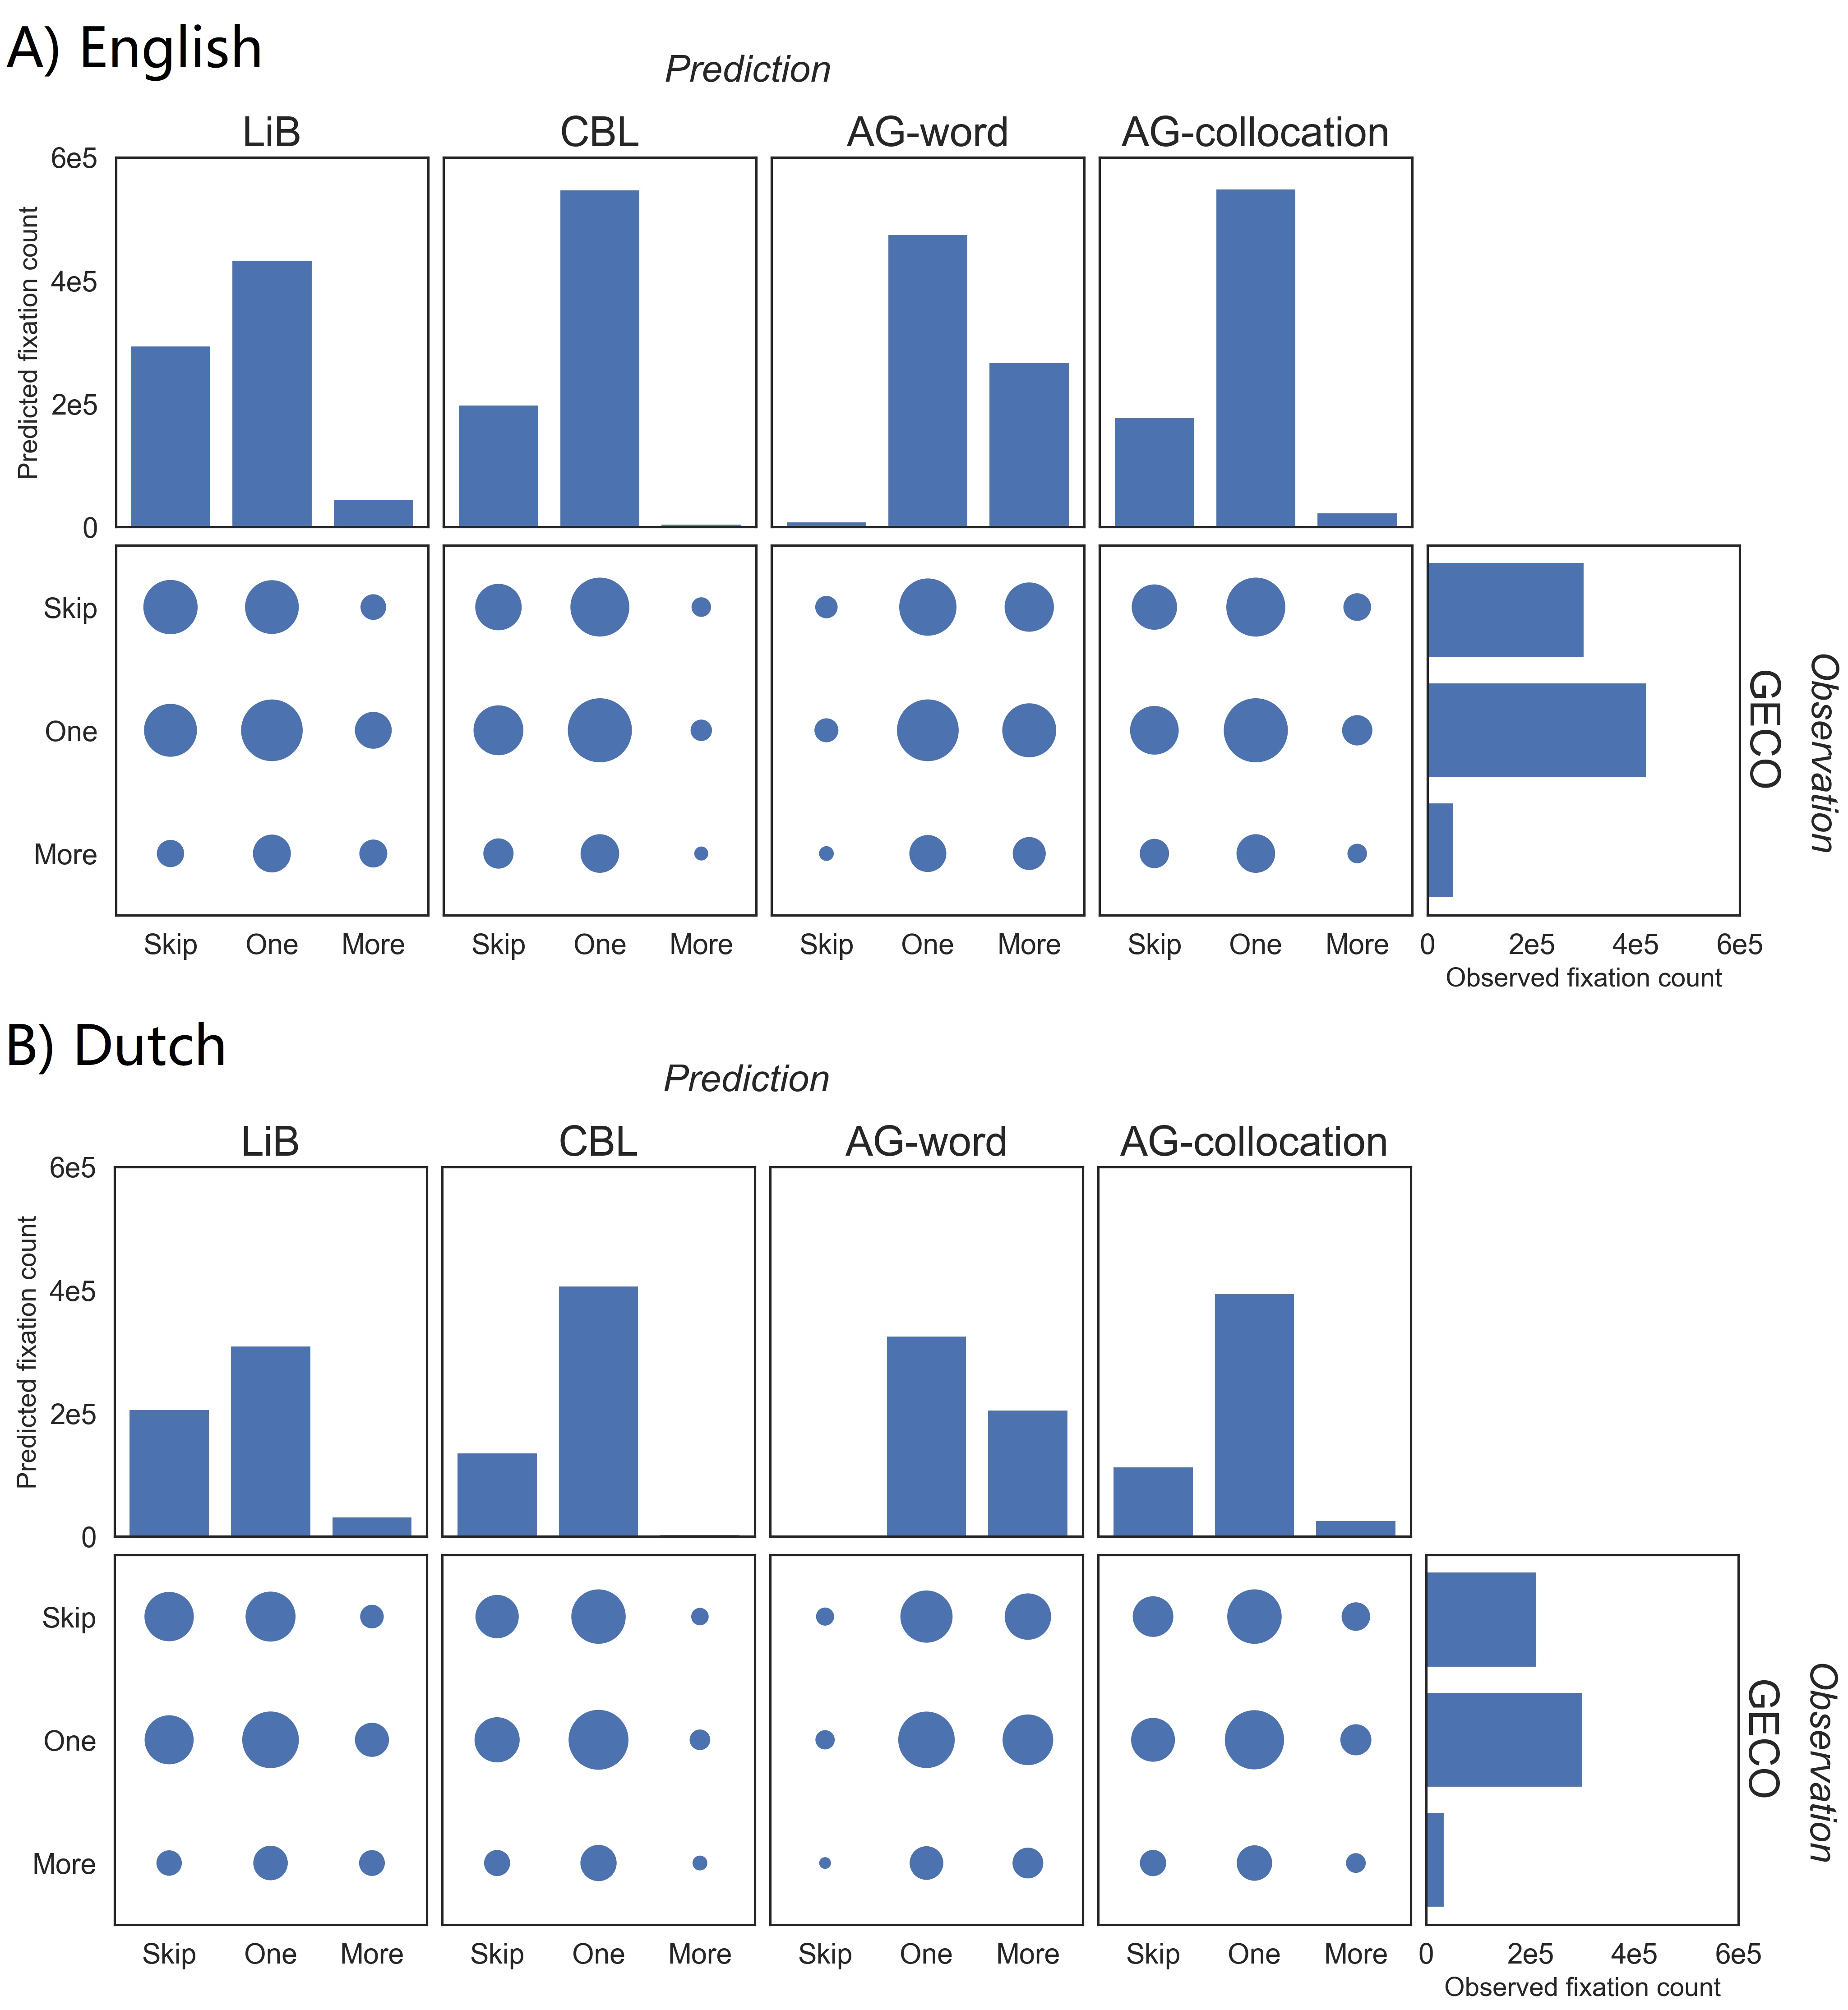 A) English
Prediction
LiB CBL AG-word AG-collocation
Predicted fixation count
6e5
4e5
2e5
0
Skip
One
More
Skip One More Skip One More Skip One More Skip One More
0 2e5 4e5 6e5
Observed fixation count
GECO
Observation
B) Dutch
Prediction
LiB CBL AG-word AG-collocation
Predicted fixation count
6e5
4e5
2e5
0
Skip
One
More
Skip One More Skip One More Skip One More Skip One More
0 2e5 4e5 6e5
Observed fixation count
GECO
Observation